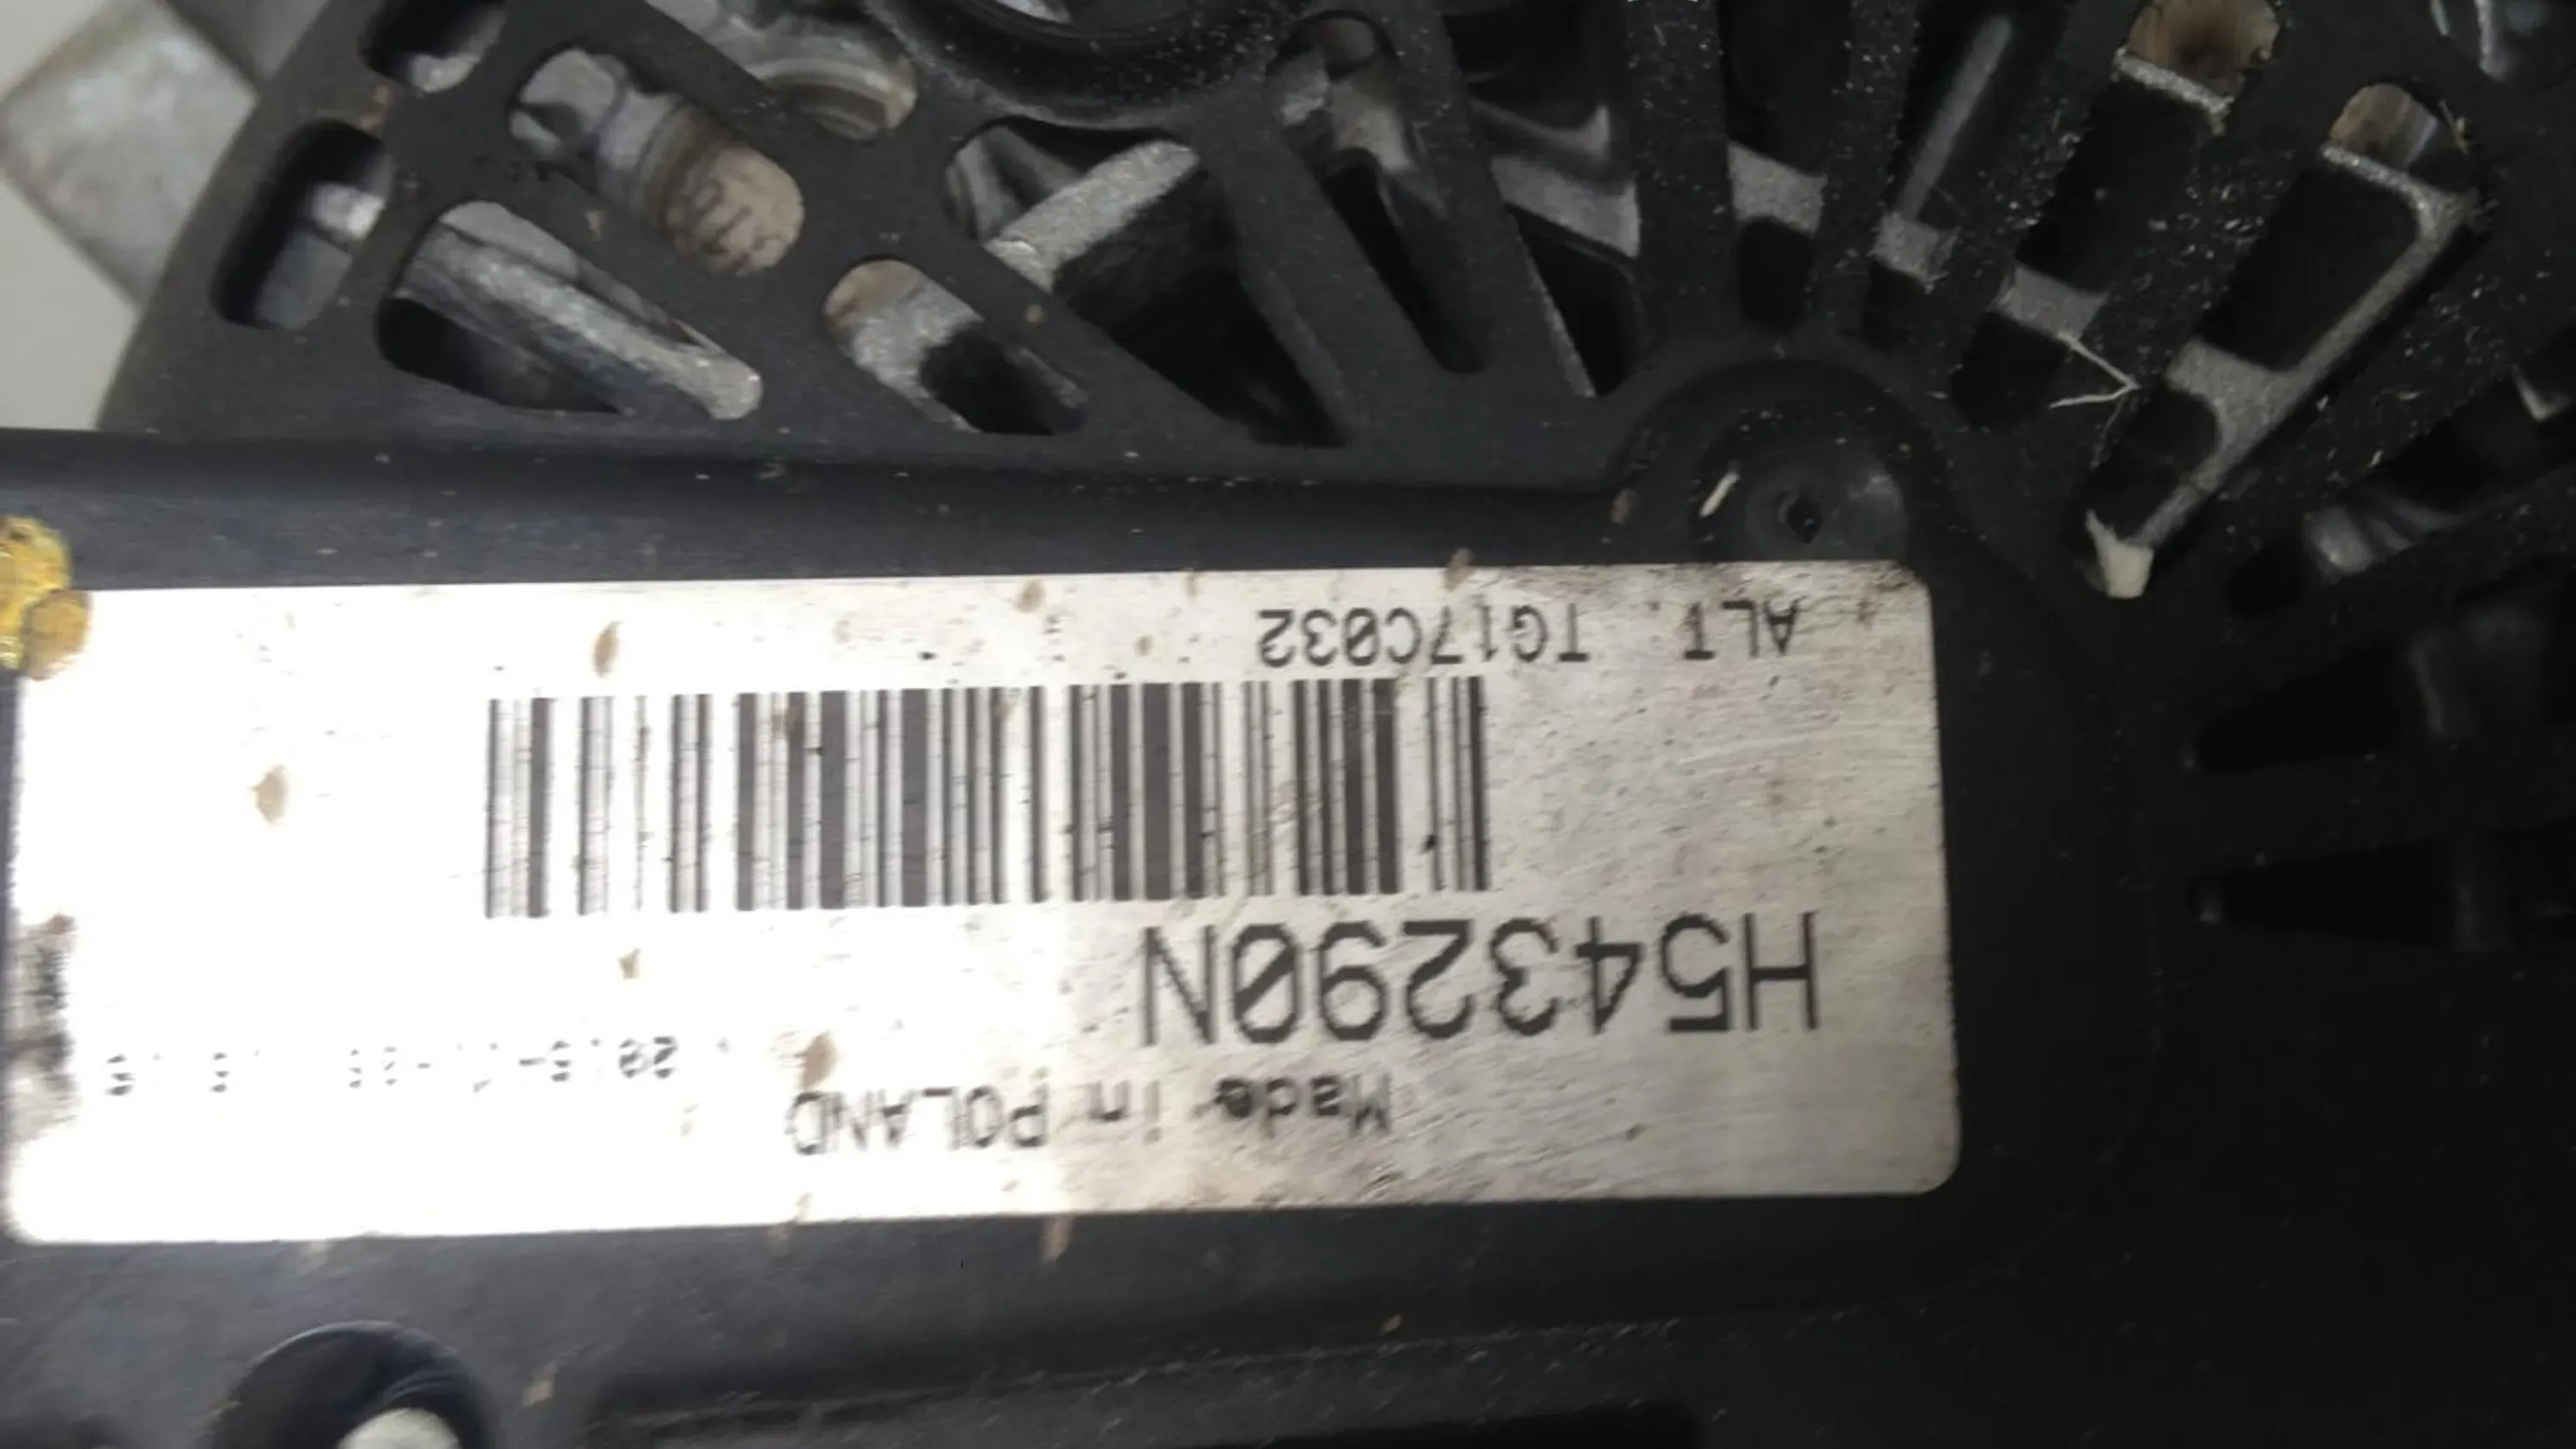 Made in POLAND
H543290N
ALT. TG17C032